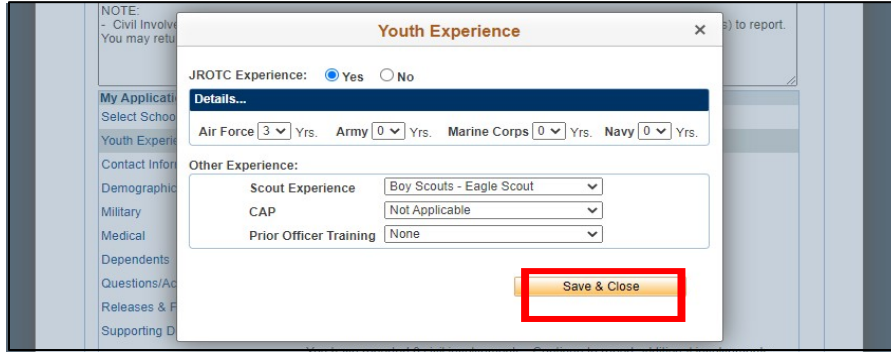 NOTE:
- Civil Involve
s) to report.
You may retu
Youth Experience
×
JROTC Experience: Yes No
Details...
Air Force 3 Yrs. Army 0 Yrs. Marine Corps 0 Yrs. Navy 0 Yrs.
Other Experience:
Scout Experience Boy Scouts - Eagle Scout
CAP Not Applicable
Prior Officer Training None
Save & Close
My Applicati
Select Schoo
Youth Experie
Contact Infor
Demographic
Military
Medical
Dependents
Questions/Ac
Releases & F
Supporting D